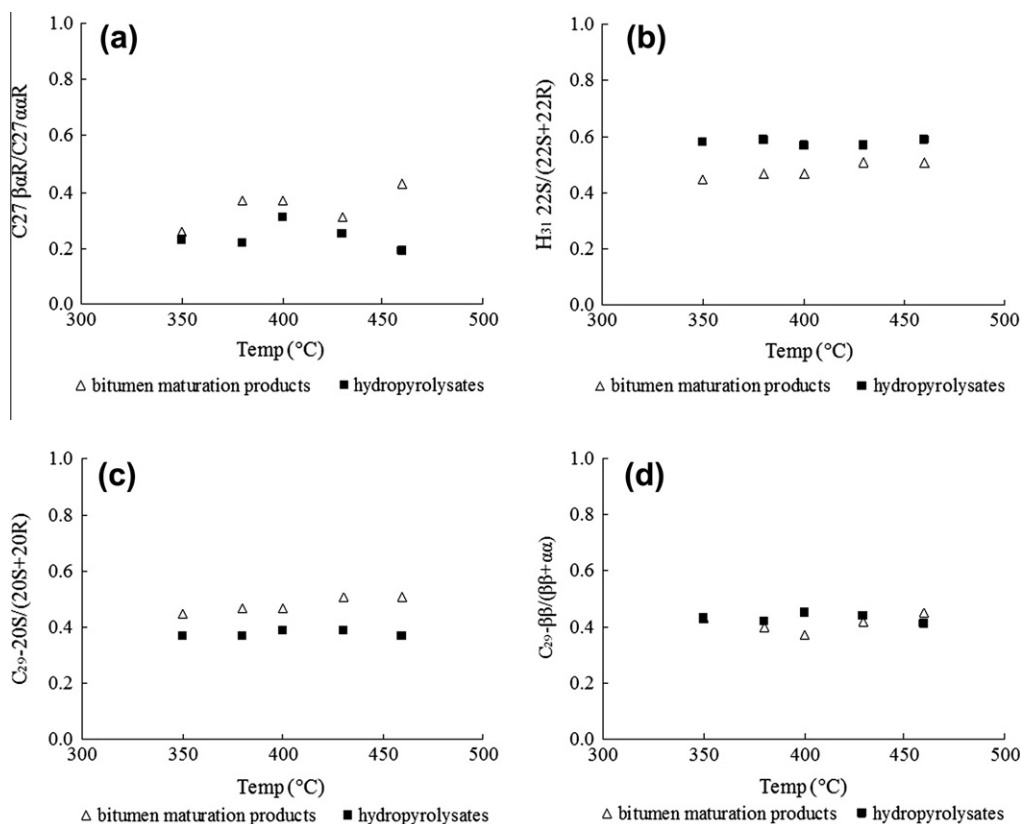 (a)
C27 βαR/C27ααR
1.0
0.8
0.6
0.4
0.2
0.0
300 350 400 450 500
Temp (°C)
△ bitumen maturation products ■ hydropyrolysates
(b)
H₃₁ 22S/(22S+22R)
1.0
0.8
0.6
0.4
0.2
0.0
300 350 400 450 500
Temp (°C)
△ bitumen maturation products ■ hydropyrolysates
(c)
C₂₉-20S/(20S+20R)
1.0
0.8
0.6
0.4
0.2
0.0
300 350 400 450 500
Temp (°C)
△ bitumen maturation products ■ hydropyrolysates
(d)
C₂₉-ββ/(ββ+αα)
1.0
0.8
0.6
0.4
0.2
0.0
300 350 400 450 500
Temp (°C)
△ bitumen maturation products ■ hydropyrolysates